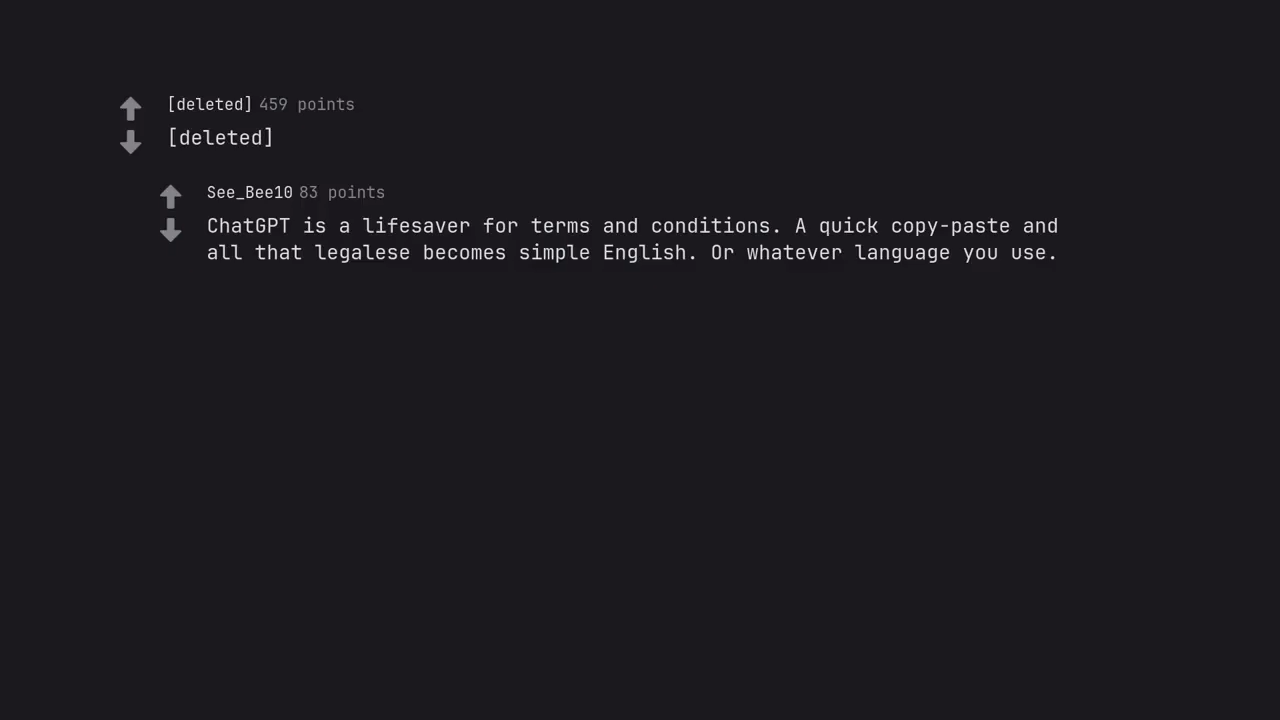 [deleted] 459 points
[deleted]
See_Bee10 83 points
ChatGPT is a lifesaver for terms and conditions. A quick copy-paste and
all that legalese becomes simple English. Or whatever language you use.